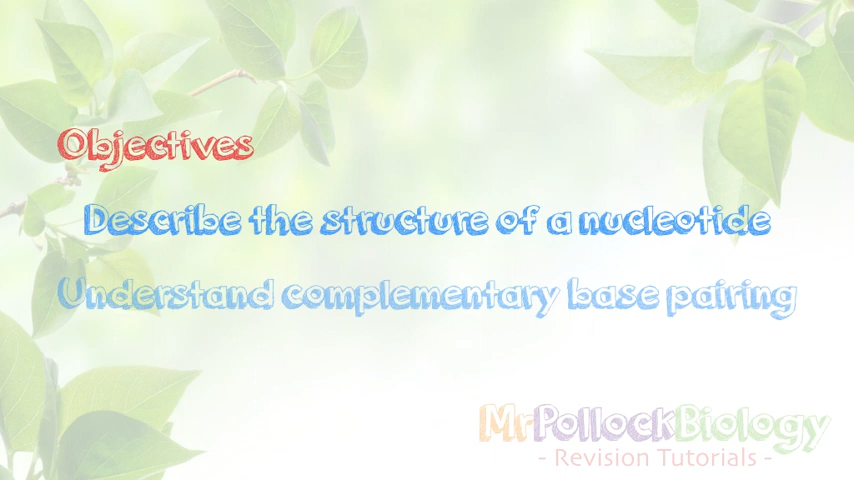 Objectives
Describe the structure of a nucleotide
Understand complementary base pairing
MrPollockBiology
- Revision Tutorials -